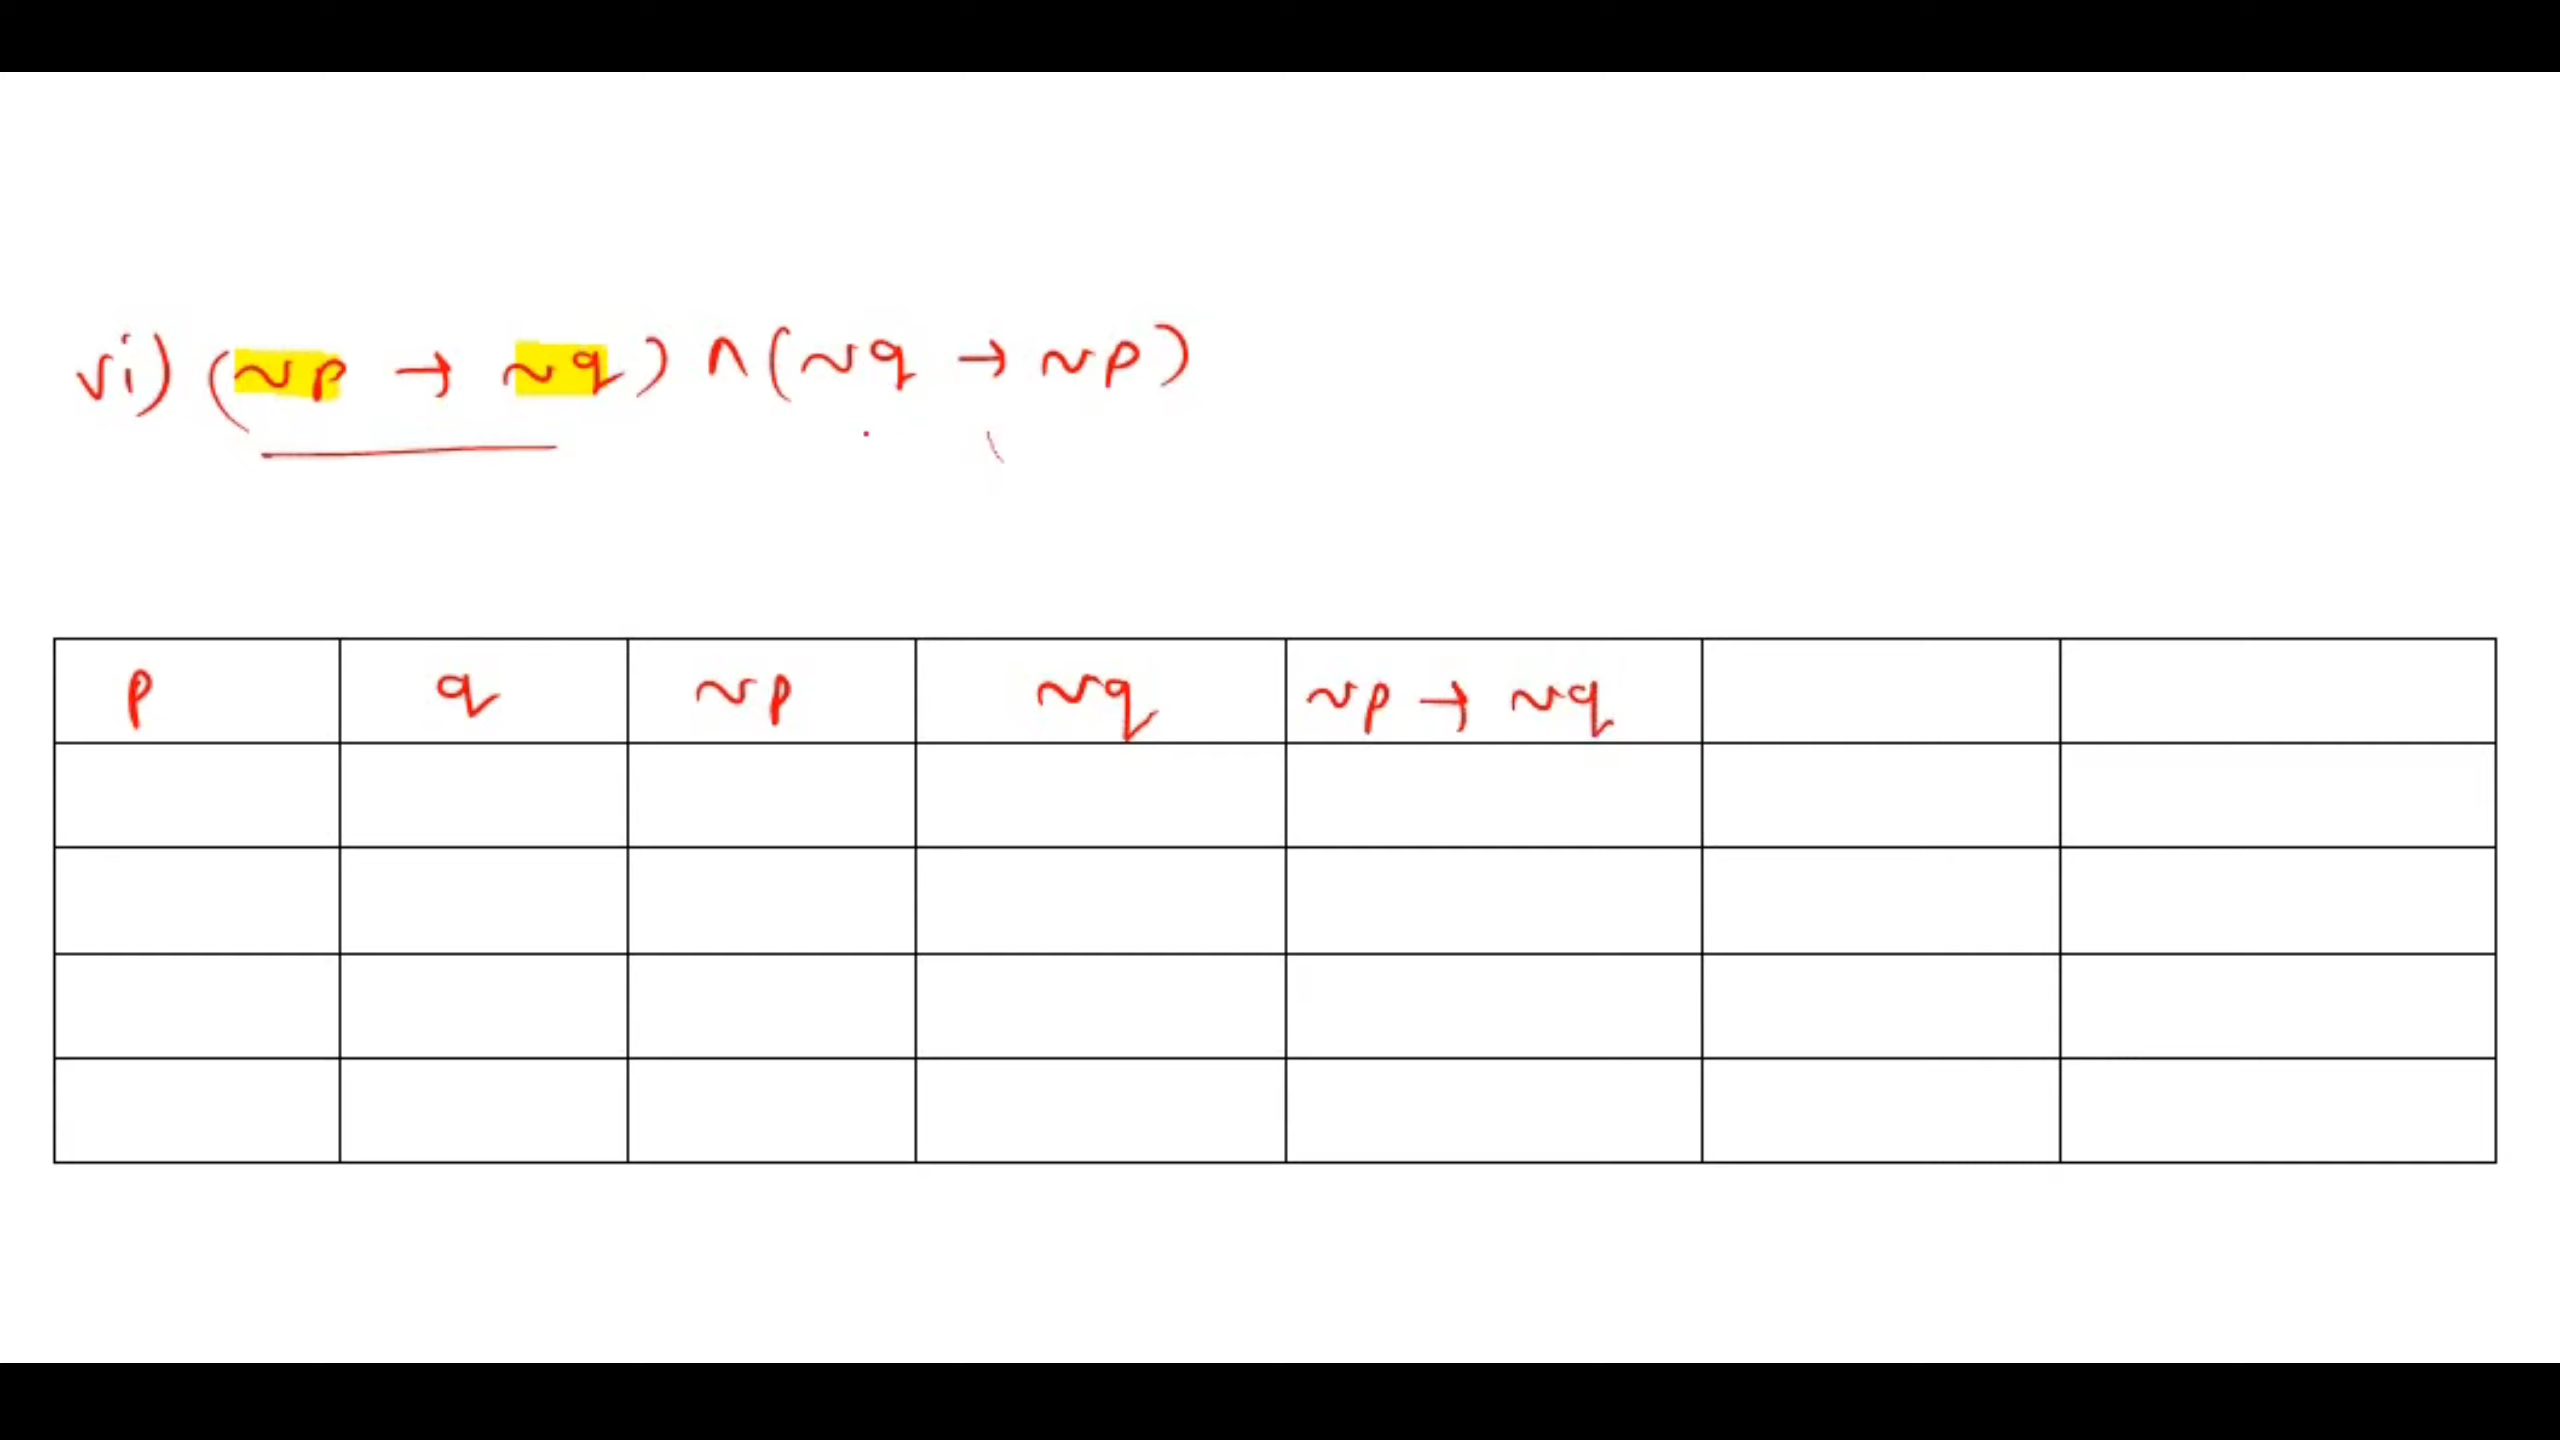 vi) (~p → ~q) ∧ (~q → ~p)
p q ~p ~q ~p → ~q